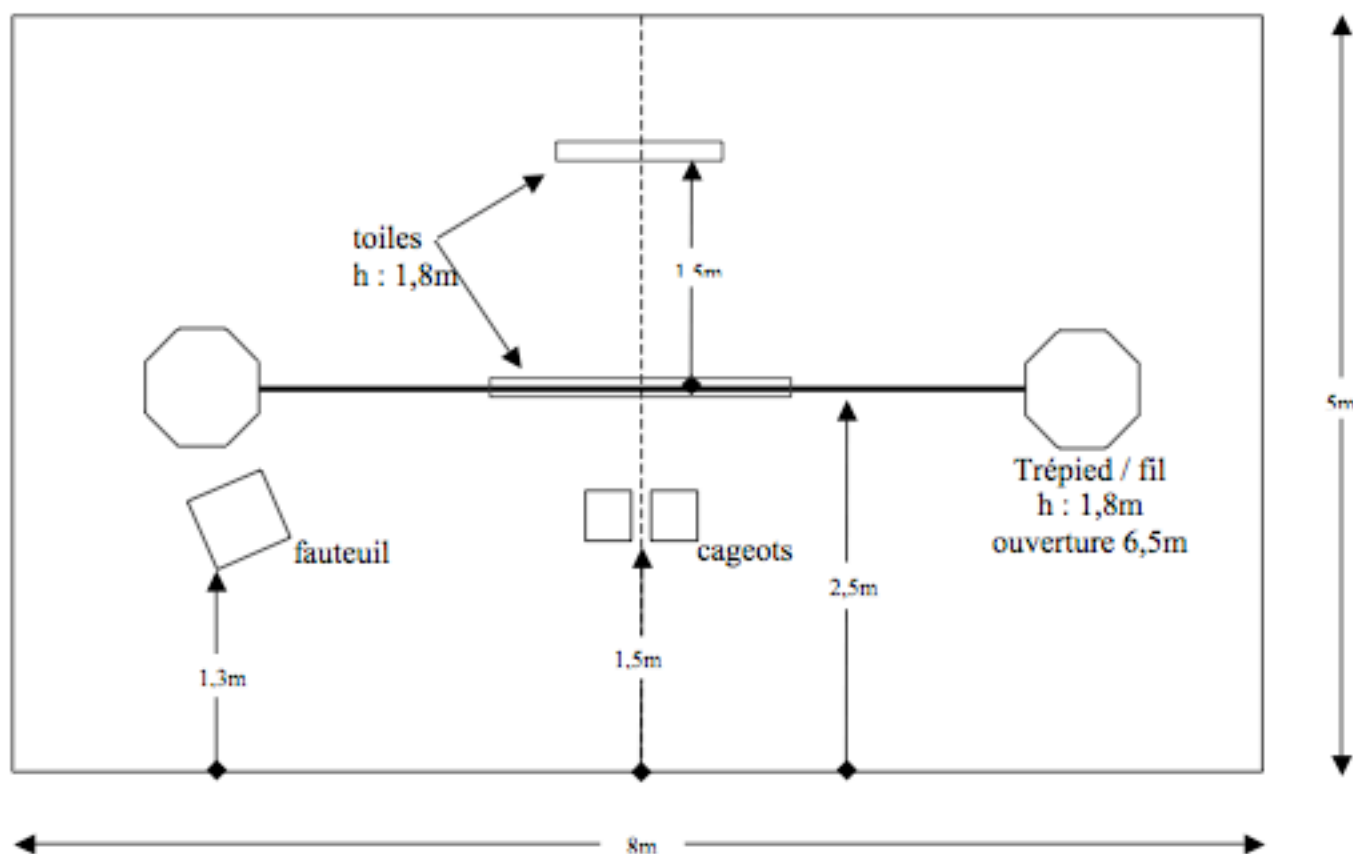 toiles
h : 1,8m
1,5m
5m
Trépied / fil
h : 1,8m
ouverture 6,5m
fauteuil
cageots
2,5m
1,5m
1,3m
8m